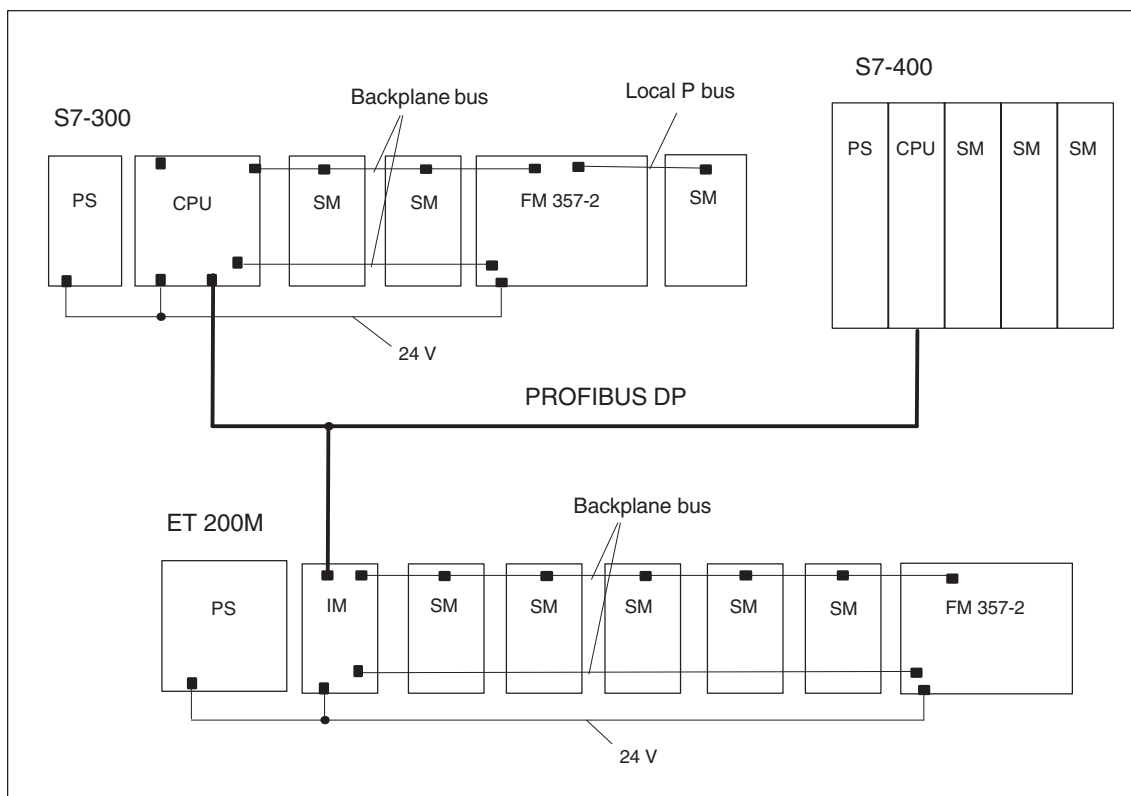 S7-400
Local P bus
Backplane bus
S7-300
PS CPU SM SM SM
PS CPU SM SM FM 357-2 SM
24 V
PROFIBUS DP
Backplane bus
ET 200M
PS IM SM SM SM SM SM FM 357-2
24 V